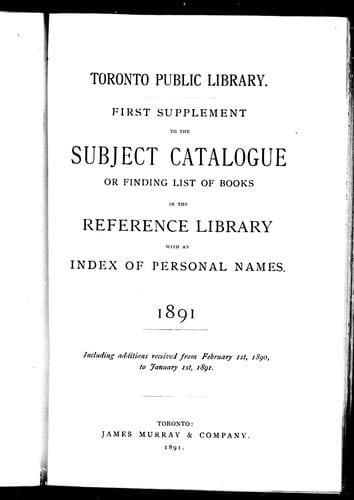 TORONTO PUBLIC LIBRARY.
FIRST SUPPLEMENT
TO THE
SUBJECT CATALOGUE
OR FINDING LIST OF BOOKS
IN THE
REFERENCE LIBRARY
WITH AN
INDEX OF PERSONAL NAMES.
1891
Including additions received from February 1st, 1890,
to January 1st, 1891.
TORONTO:
JAMES MURRAY & COMPANY.
1891.